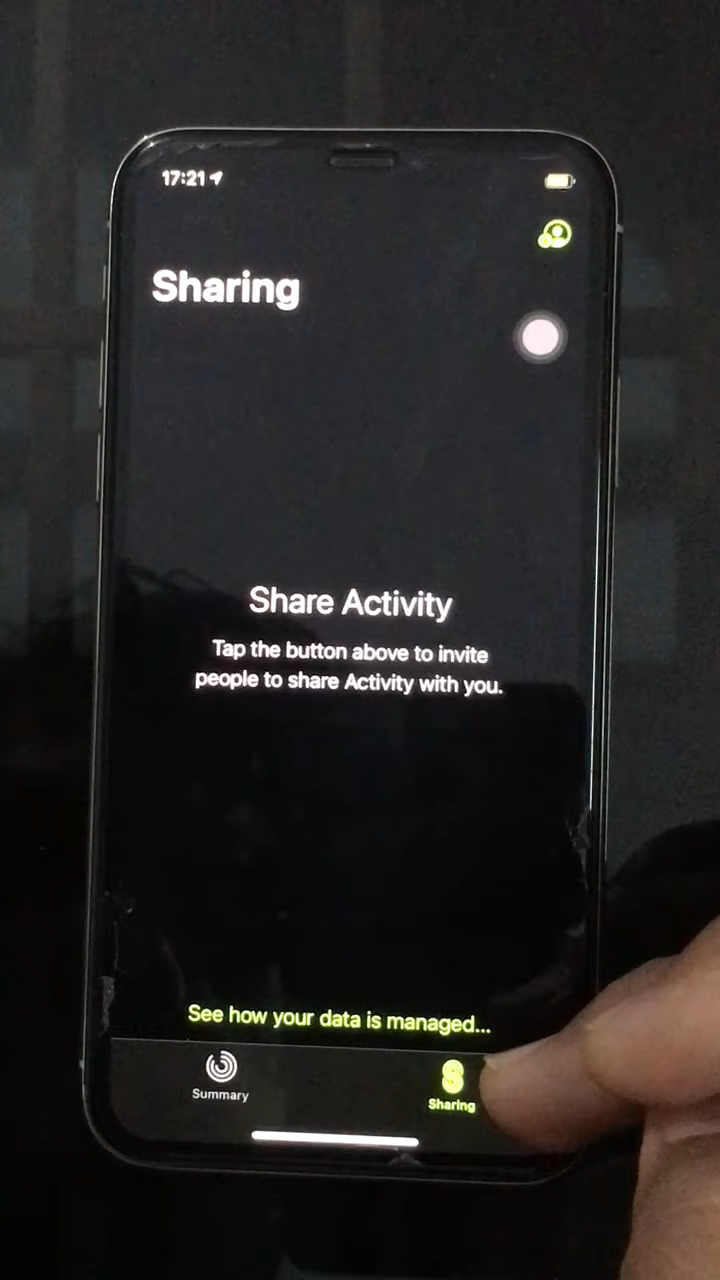 17:21
Sharing
Share Activity
Tap the button above to invite
people to share Activity with you.
See how your data is managed...
Summary
Sharing